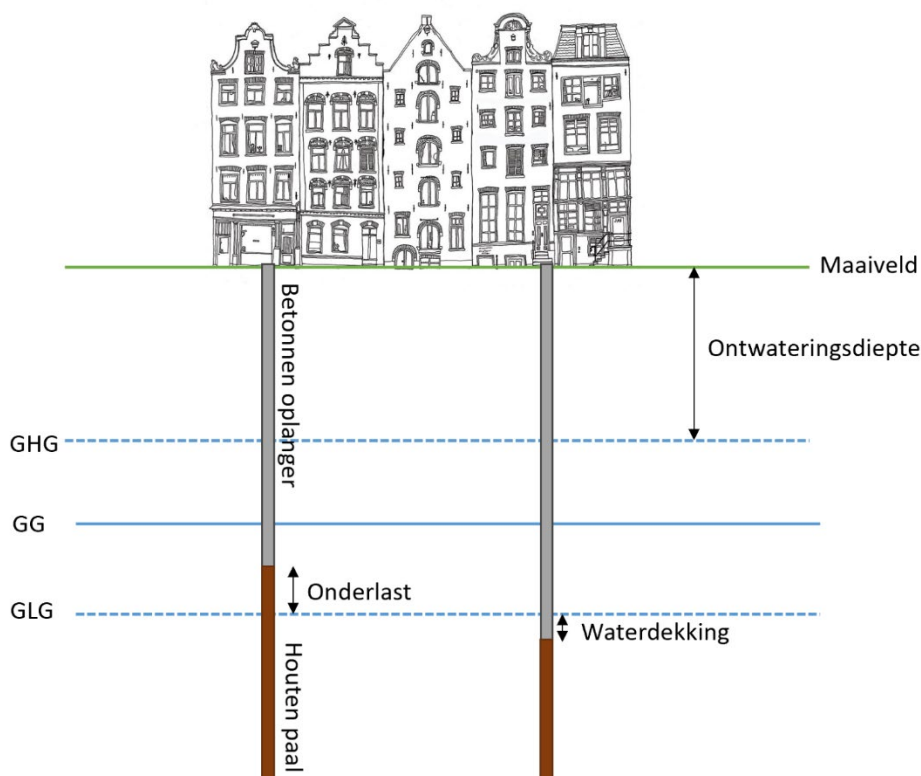 Maaiveld
Betonnen oplanger
Ontwateringsdiepte
GHG
GG
Onderlast
GLG
Waterdekking
Houten paal